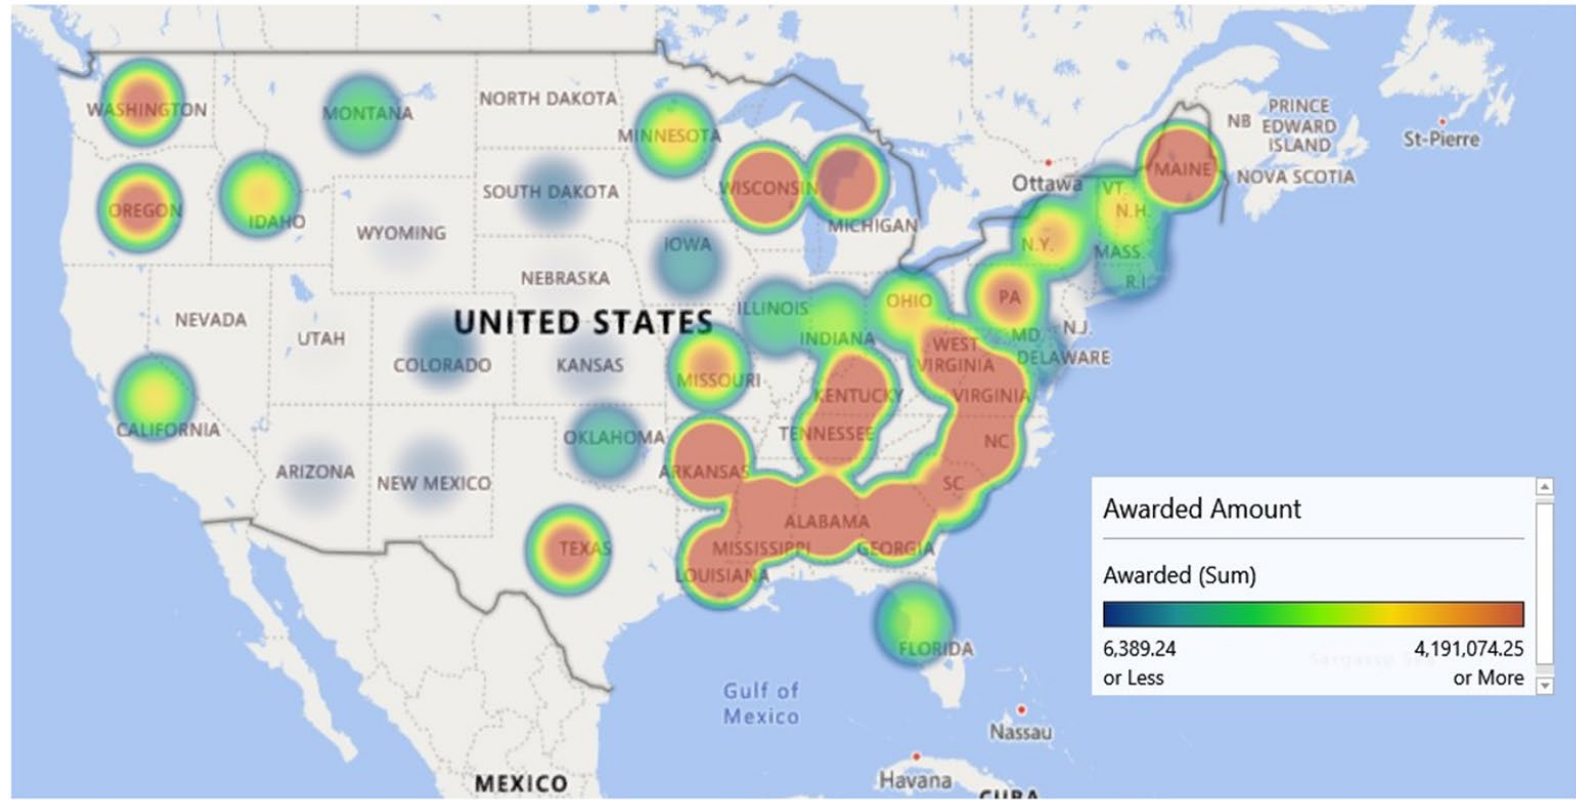 WASHINGTON
MONTANA
NORTH DAKOTA
MINNESOTA
OREGON
IDAHO
SOUTH DAKOTA
WISCONSIN
MICHIGAN
WYOMING
IOWA
NEBRASKA
NEVADA
UTAH
UNITED STATES
COLORADO
KANSAS
ILLINOIS
INDIANA
OHIO
MISSOURI
CALIFORNIA
ARIZONA
NEW MEXICO
OKLAHOMA
ARKANSAS
TEXAS
KENTUCKY
TENNESSEE
WEST
VIRGINIA
VIRGINIA
NC
SC
ALABAMA
MISSISSIPPI
GEORGIA
LOUISIANA
FLORIDA
PA
MD.
N.J.
DELAWARE
N.Y.
VT.
N.H.
MASS.
R.I.
MAINE
Ottawa
NB
PRINCE
EDWARD
ISLAND
NOVA SCOTIA
St-Pierre
Gulf of
Mexico
MEXICO
Nassau
Havana
CUBA
Awarded Amount
Awarded (Sum)
6,389.24
or Less
4,191,074.25
or More
Sargasso Sea